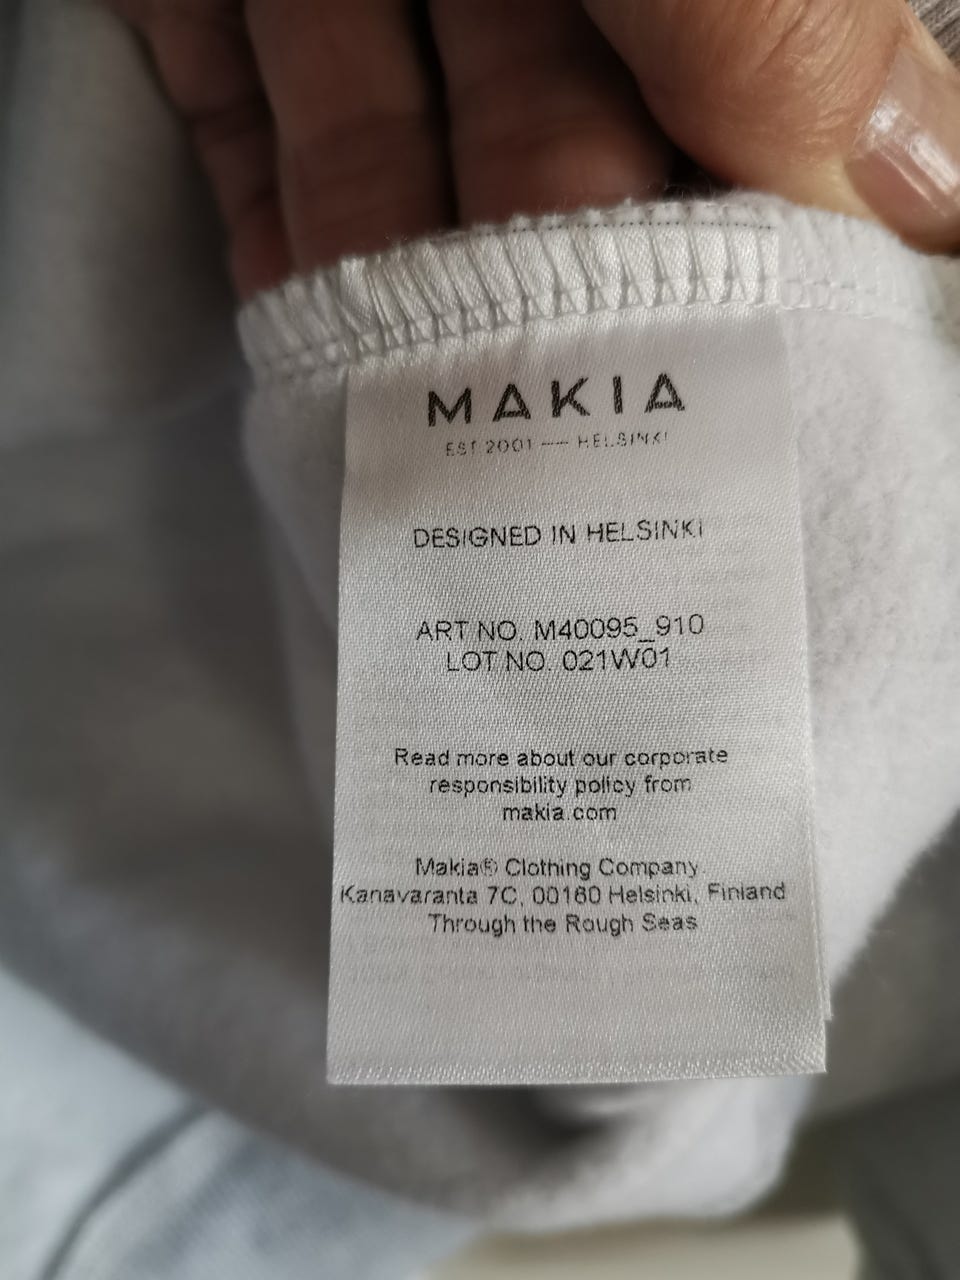 MAKIA
EST 2001 — HELSINKI
DESIGNED IN HELSINKI
ART NO. M40095_910
LOT NO. 021W01
Read more about our corporate
responsibility policy from
makia.com
Makia® Clothing Company
Kanavaranta 7C, 00160 Helsinki, Finland
Through the Rough Seas